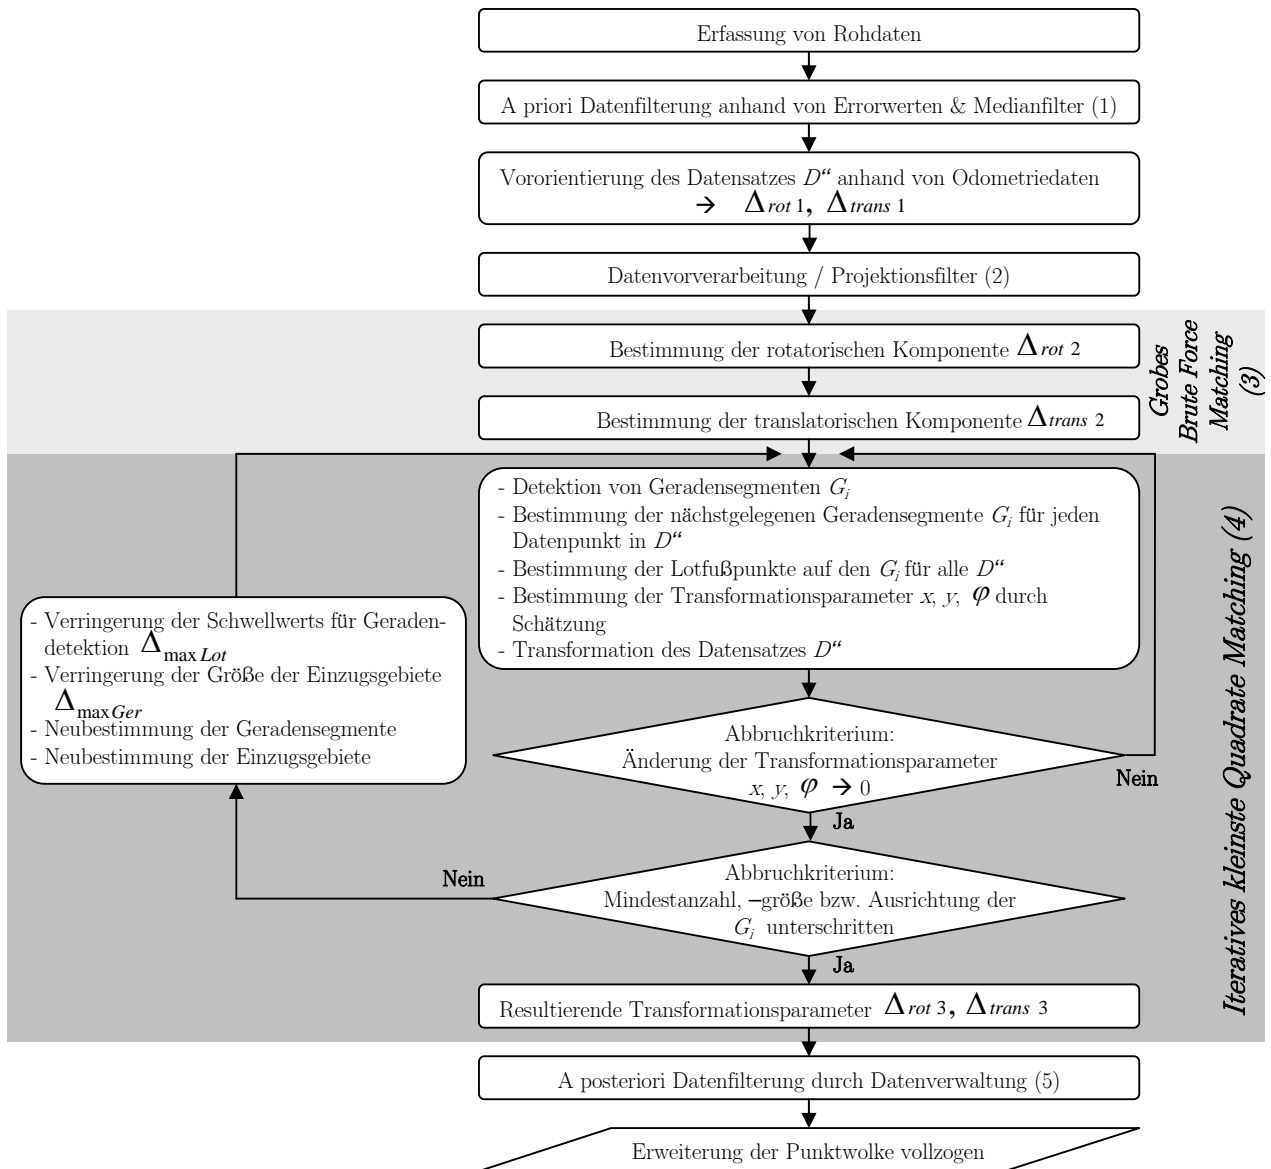 Erfassung von Rohdaten
A priori Datenfilterung anhand von Errorwerten & Medianfilter (1)
Vororientierung des Datensatzes D“ anhand von Odometriedaten
→ Δrot 1, Δtrans 1
Datenvorverarbeitung / Projektionsfilter (2)
Bestimmung der rotatorischen Komponente Δrot 2
Bestimmung der translatorischen Komponente Δtrans 2
Grobes
Brute Force
Matching
(3)
- Detektion von Geradensegmenten Gi
- Bestimmung der nächstgelegenen Geradensegmente Gi für jeden
Datenpunkt in D“
- Bestimmung der Lotfußpunkte auf den Gi für alle D“
- Bestimmung der Transformationsparameter x, y, φ durch
Schätzung
- Transformation des Datensatzes D“
- Verringerung der Schwellwerts für Geraden-
detektion Δmax Lot
- Verringerung der Größe der Einzugsgebiete
Δmax Ger
- Neubestimmung der Geradensegmente
- Neubestimmung der Einzugsgebiete
Abbruchkriterium:
Änderung der Transformationsparameter
x, y, φ → 0
Nein
Ja
Abbruchkriterium:
Mindestanzahl, –größe bzw. Ausrichtung der
Gi unterschritten
Nein
Ja
Resultierende Transformationsparameter Δrot 3, Δtrans 3
Iteratives kleinste Quadrate Matching (4)
A posteriori Datenfilterung durch Datenverwaltung (5)
Erweiterung der Punktwolke vollzogen